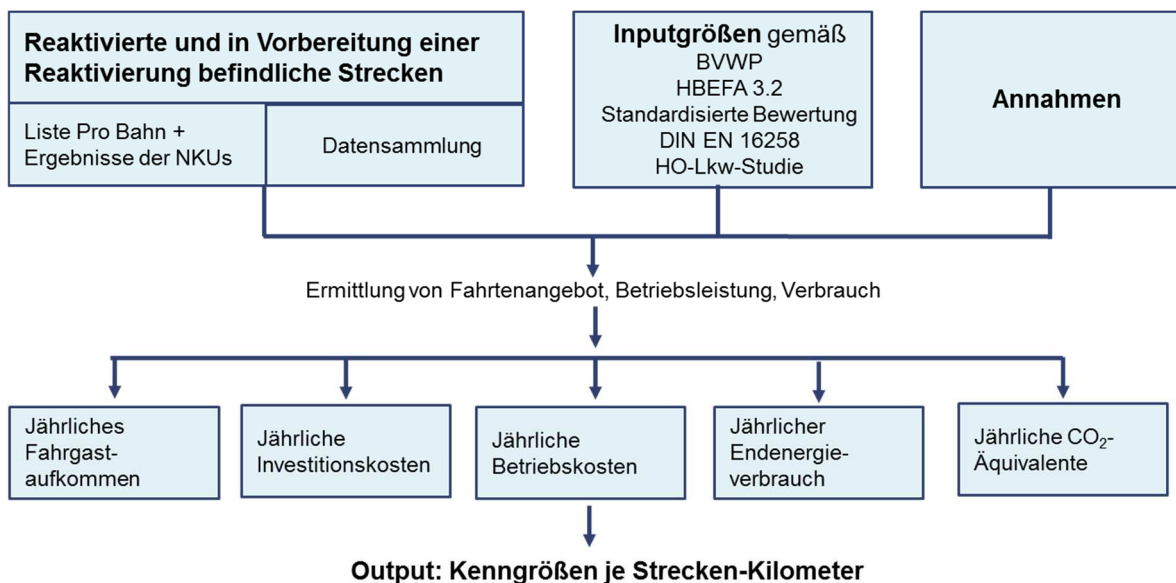 Reaktivierte und in Vorbereitung einer
Reaktivierung befindliche Strecken
Liste Pro Bahn +
Ergebnisse der NKUs
Datensammlung
Inputgrößen gemäß
BVWP
HBEFA 3.2
Standardisierte Bewertung
DIN EN 16258
HO-Lkw-Studie
Annahmen
Ermittlung von Fahrtenangebot, Betriebsleistung, Verbrauch
Jährliches
Fahrgast-
aufkommen
Jährliche
Investitionskosten
Jährliche
Betriebskosten
Jährlicher
Endenergie-
verbrauch
Jährliche CO₂-
Äquivalente
Output: Kenngrößen je Strecken-Kilometer